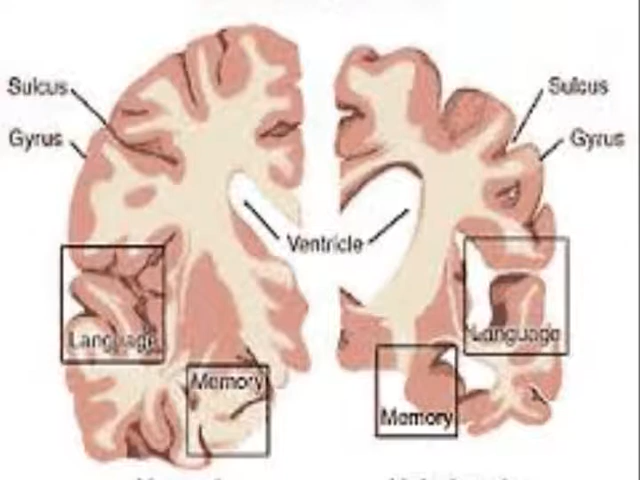 Sulcus
Gyrus
Sulcus
Gyrus
Ventricle
Language
Language
Memory
Memory